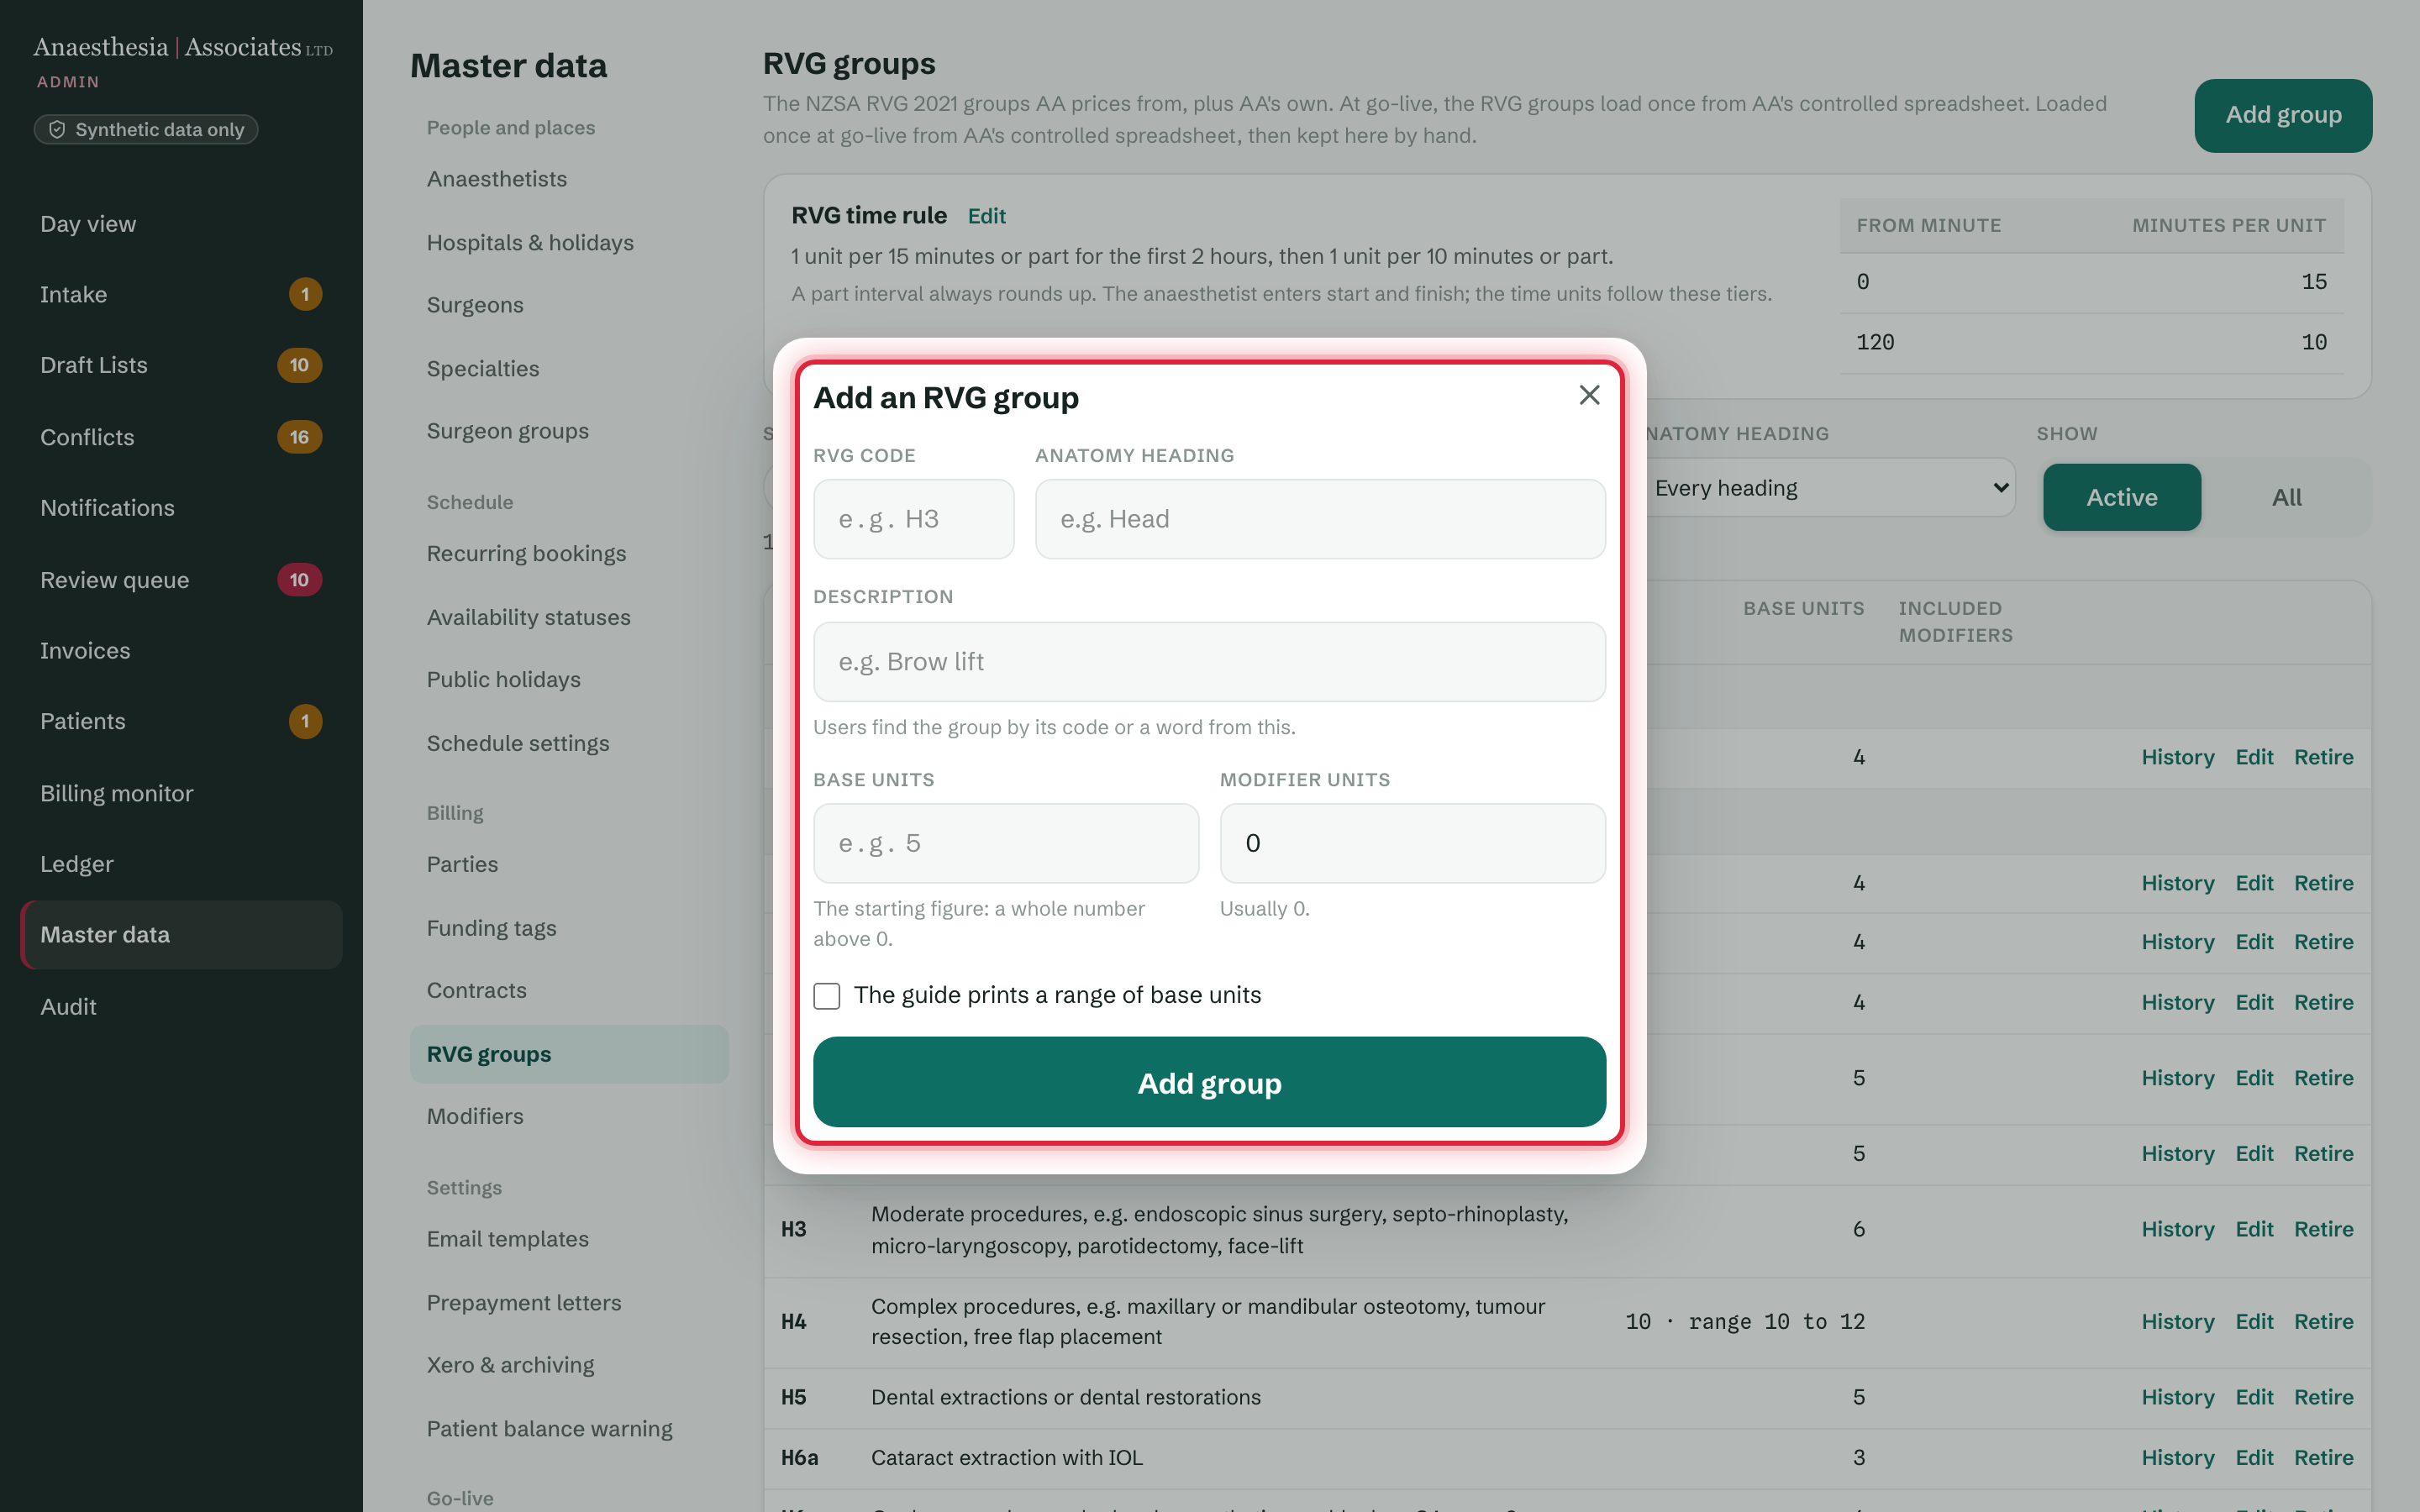 Anaesthesia | Associates LTD
ADMIN
Synthetic data only
Day view
Intake 1
Draft Lists 10
Conflicts 16
Notifications
Review queue 10
Invoices
Patients 1
Billing monitor
Ledger
Master data
Audit
Master data
People and places
Anaesthetists
Hospitals & holidays
Surgeons
Specialties
Surgeon groups
Schedule
Recurring bookings
Availability statuses
Public holidays
Schedule settings
Billing
Parties
Funding tags
Contracts
RVG groups
Modifiers
Settings
Email templates
Prepayment letters
Xero & archiving
Patient balance warning
Go-live
RVG groups
The NZSA RVG 2021 groups AA prices from, plus AA's own. At go-live, the RVG groups load once from AA's controlled spreadsheet. Loaded
once at go-live from AA's controlled spreadsheet, then kept here by hand.
Add group
RVG time rule Edit
1 unit per 15 minutes or part for the first 2 hours, then 1 unit per 10 minutes or part.
A part interval always rounds up. The anaesthetist enters start and finish; the time units follow these tiers.
FROM MINUTE MINUTES PER UNIT
0 15
120 10
NATOMY HEADING SHOW
Every heading Active All
Add an RVG group
RVG CODE ANATOMY HEADING
e.g. H3 e.g. Head
DESCRIPTION
e.g. Brow lift
Users find the group by its code or a word from this.
BASE UNITS MODIFIER UNITS
e.g. 5 0
The starting figure: a whole number
above 0.
Usually 0.
The guide prints a range of base units
Add group
BASE UNITS INCLUDED
MODIFIERS
4 History Edit Retire
4 History Edit Retire
4 History Edit Retire
4 History Edit Retire
5 History Edit Retire
5 History Edit Retire
H3 Moderate procedures, e.g. endoscopic sinus surgery, septo-rhinoplasty,
micro-laryngoscopy, parotidectomy, face-lift
6 History Edit Retire
H4 Complex procedures, e.g. maxillary or mandibular osteotomy, tumour
resection, free flap placement
10 · range 10 to 12 History Edit Retire
H5 Dental extractions or dental restorations 5 History Edit Retire
H6a Cataract extraction with IOL 3 History Edit Retire